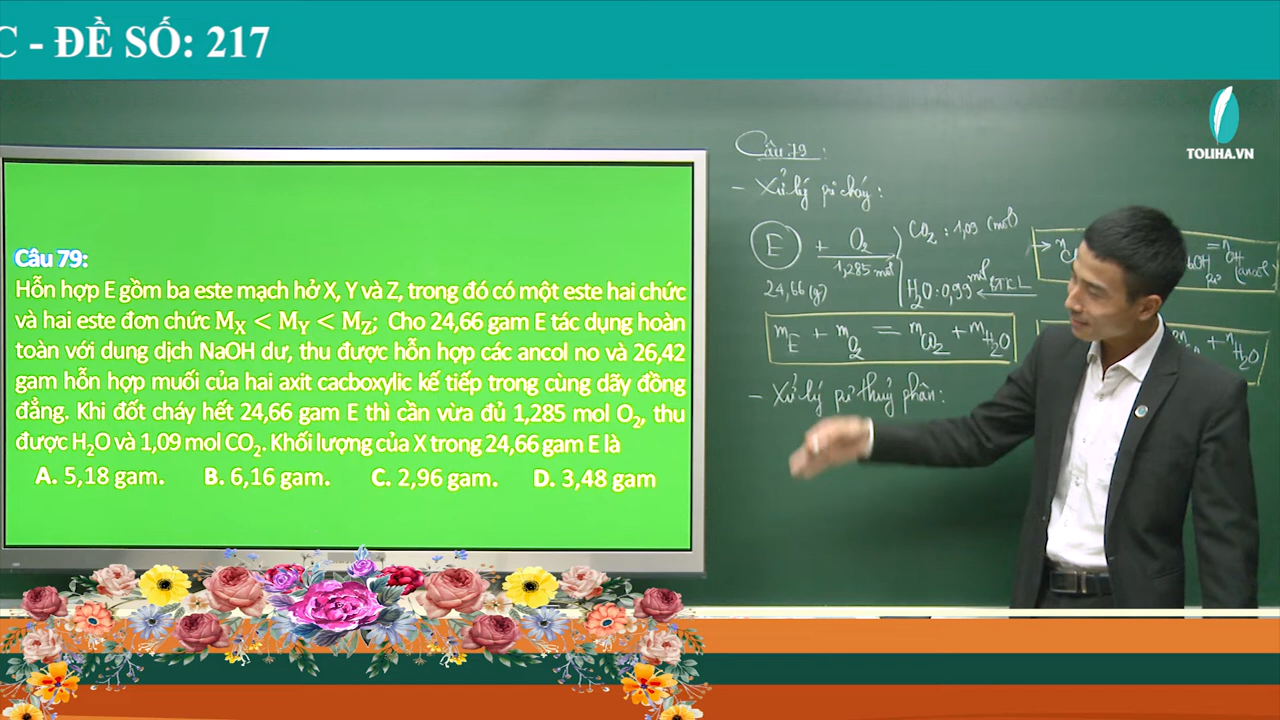 C - ĐỀ SỐ: 217
TOLIHA.VN
Câu 79:
Hỗn hợp E gồm ba este mạch hở X, Y và Z, trong đó có một este hai chức
và hai este đơn chức M_X < M_Y < M_Z; Cho 24,66 gam E tác dụng hoàn
toàn với dung dịch NaOH dư, thu được hỗn hợp các ancol no và 26,42
gam hỗn hợp muối của hai axit cacboxylic kế tiếp trong cùng dãy đồng
đẳng. Khi đốt cháy hết 24,66 gam E thì cần vừa đủ 1,285 mol O₂, thu
được H₂O và 1,09 mol CO₂. Khối lượng của X trong 24,66 gam E là
A. 5,18 gam. B. 6,16 gam. C. 2,96 gam. D. 3,48 gam
Câu 79:
- Xử lý pư cháy:
E + O₂ CO₂: 1,09 (mol)
1,285 mol
24,66 (g) H₂O: 0,99 mol BTKL
m_E + m_O₂ = m_CO₂ + m_H₂O
- Xử lý pư thuỷ phân:
= n_OH
pư (ancol)
+ m_H₂O